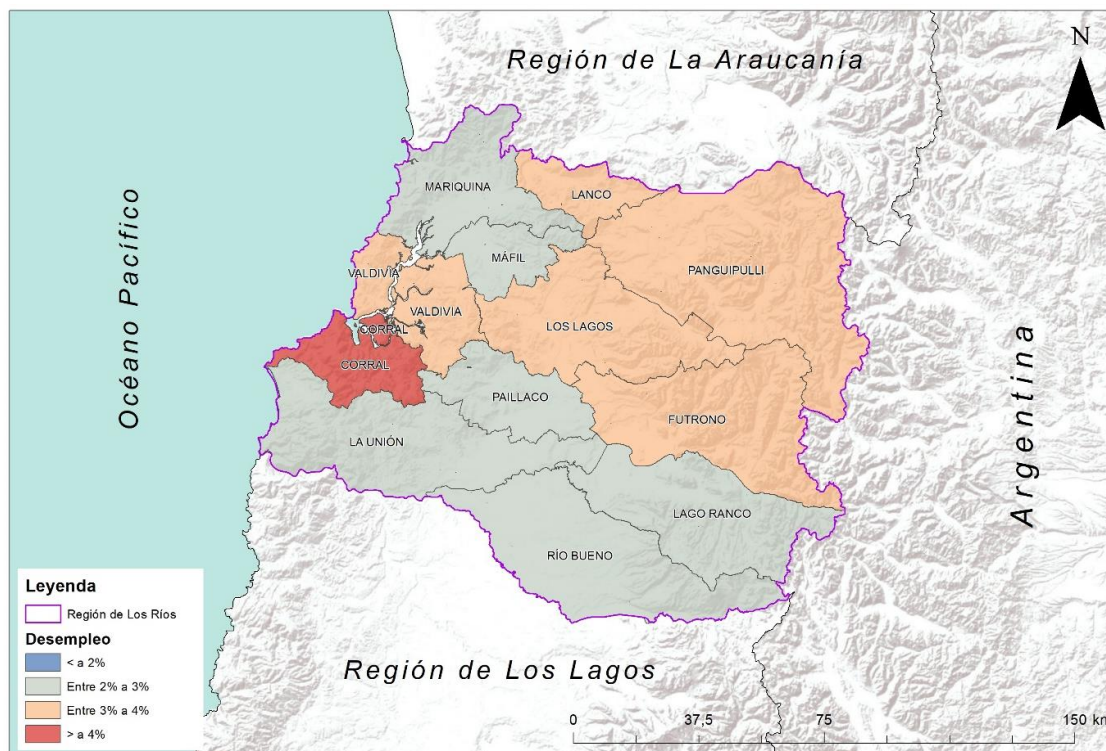 Región de La Araucanía
N
MARIQUINA
LANCO
MÁFIL
PANGUIPULLI
VALDIVIA
VALDIVIA
LOS LAGOS
CORRAL
CORRAL
PAILLACO
FUTRONO
LA UNIÓN
LAGO RANCO
RÍO BUENO
Océano Pacífico
Argentina
Región de Los Lagos
Leyenda
Región de Los Ríos
Desempleo
< a 2%
Entre 2% a 3%
Entre 3% a 4%
> a 4%
0 37,5 75 150 km